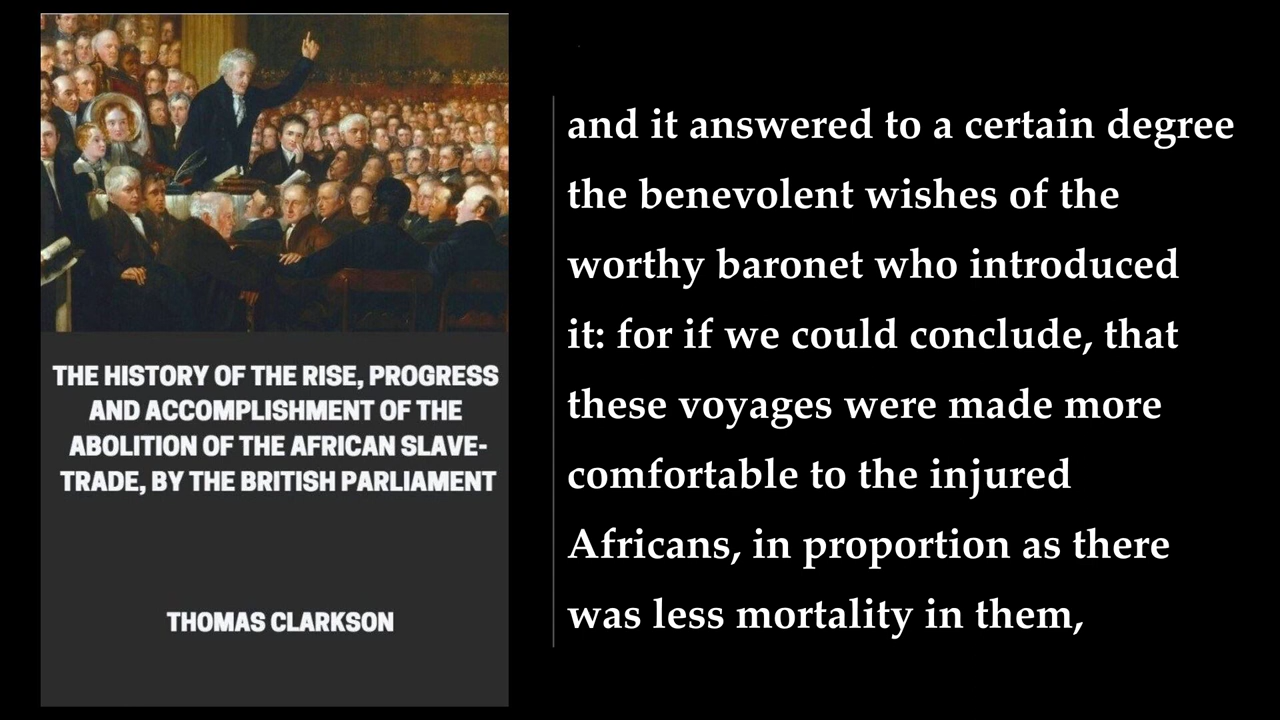 THE HISTORY OF THE RISE, PROGRESS
AND ACCOMPLISHMENT OF THE
ABOLITION OF THE AFRICAN SLAVE-
TRADE, BY THE BRITISH PARLIAMENT
THOMAS CLARKSON
and it answered to a certain degree
the benevolent wishes of the
worthy baronet who introduced
it: for if we could conclude, that
these voyages were made more
comfortable to the injured
Africans, in proportion as there
was less mortality in them,